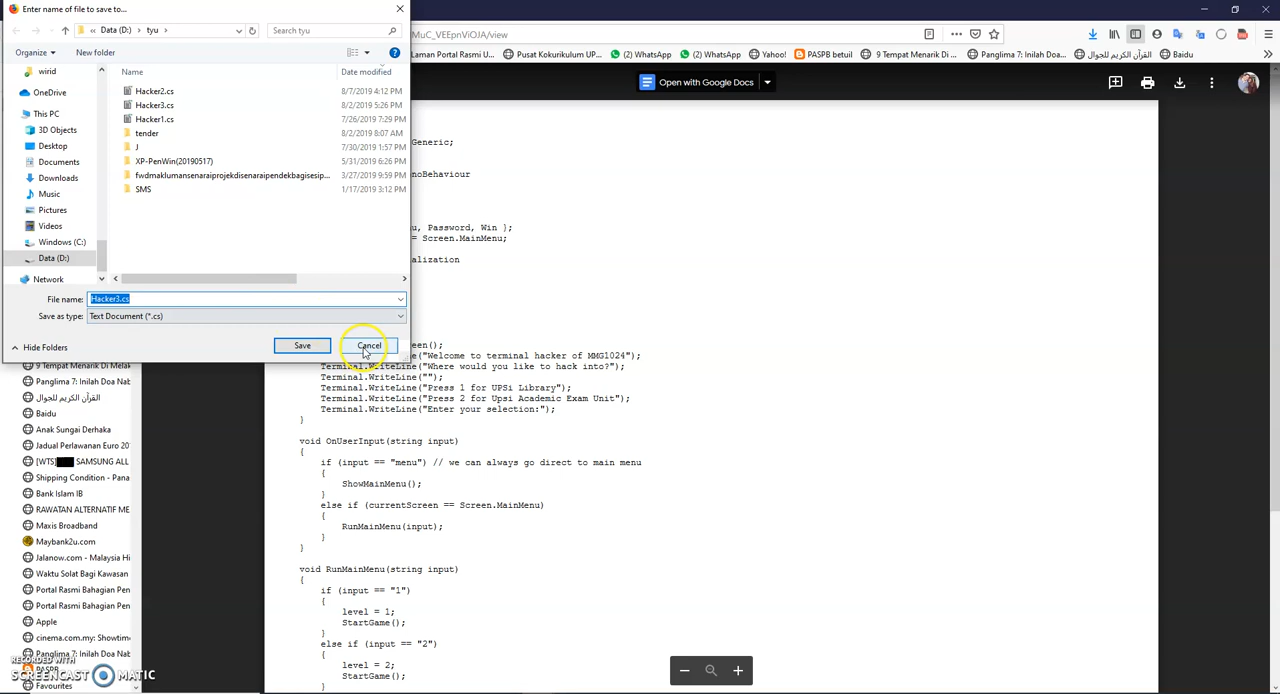 Enter name of file to save to...
Data (D:) tyu
Search tyu
Organize
New folder
Name
Date modified
wirid
OneDrive
This PC
3D Objects
Desktop
Documents
Downloads
Music
Pictures
Videos
Windows (C:)
Data (D:)
Network
Hacker2.cs 8/7/2019 4:12 PM
Hacker3.cs 8/2/2019 5:26 PM
Hacker1.cs 7/26/2019 7:29 PM
tender 8/2/2019 8:07 AM
J 7/30/2019 1:57 PM
XP-PenWin(20190517) 5/31/2019 6:26 PM
fwdmaklumansenaraiprojekdisenaraipendekbagisesip... 3/27/2019 9:59 PM
SMS 1/17/2019 3:12 PM
File name: Hacker3.cs
Save as type: Text Document (*.cs)
Hide Folders
Save
Cancel
MuC_VEEpnViOJA/view
Laman Portal Rasmi U...
Pusat Kokurikulum UP...
(2) WhatsApp
(2) WhatsApp
Yahoo!
PASPB betul
9 Tempat Menarik Di ...
Panglima 7: Inilah Doa...
القرآن الكريم للجوال
Baidu
Open with Google Docs
Generic;
noBehaviour
u, Password, Win };
= Screen.MainMenu;
alization
een();
Terminal.WriteLine("Welcome to terminal hacker of MMG1024");
Terminal.WriteLine("Where would you like to hack into?");
Terminal.WriteLine("");
Terminal.WriteLine("Press 1 for UPSi Library");
Terminal.WriteLine("Press 2 for Upsi Academic Exam Unit");
Terminal.WriteLine("Enter your selection:");
}
void OnUserInput(string input)
{
if (input == "menu") // we can always go direct to main menu
{
ShowMainMenu();
}
else if (currentScreen == Screen.MainMenu)
{
RunMainMenu(input);
}
}
void RunMainMenu(string input)
{
if (input == "1")
{
level = 1;
StartGame();
}
else if (input == "2")
{
level = 2;
StartGame();
}
9 Tempat Menarik Di Melak
Panglima 7: Inilah Doa Nab
القرآن الكريم للجوال
Baidu
Anak Sungai Derhaka
Jadual Perlawanan Euro 20
[WTS] SAMSUNG ALL
Shipping Condition - Pana
Bank Islam IB
RAWATAN ALTERNATIF ME
Maxis Broadband
Maybank2u.com
Jalanow.com - Malaysia Hi
Waktu Solat Bagi Kawasan
Portal Rasmi Bahagian Pen
Portal Rasmi Bahagian Pen
Apple
cinema.com.my: Showtime
Panglima 7: Inilah Doa Nab
PASPB
Favourites
RECORDED WITH
SCREENCAST MATIC